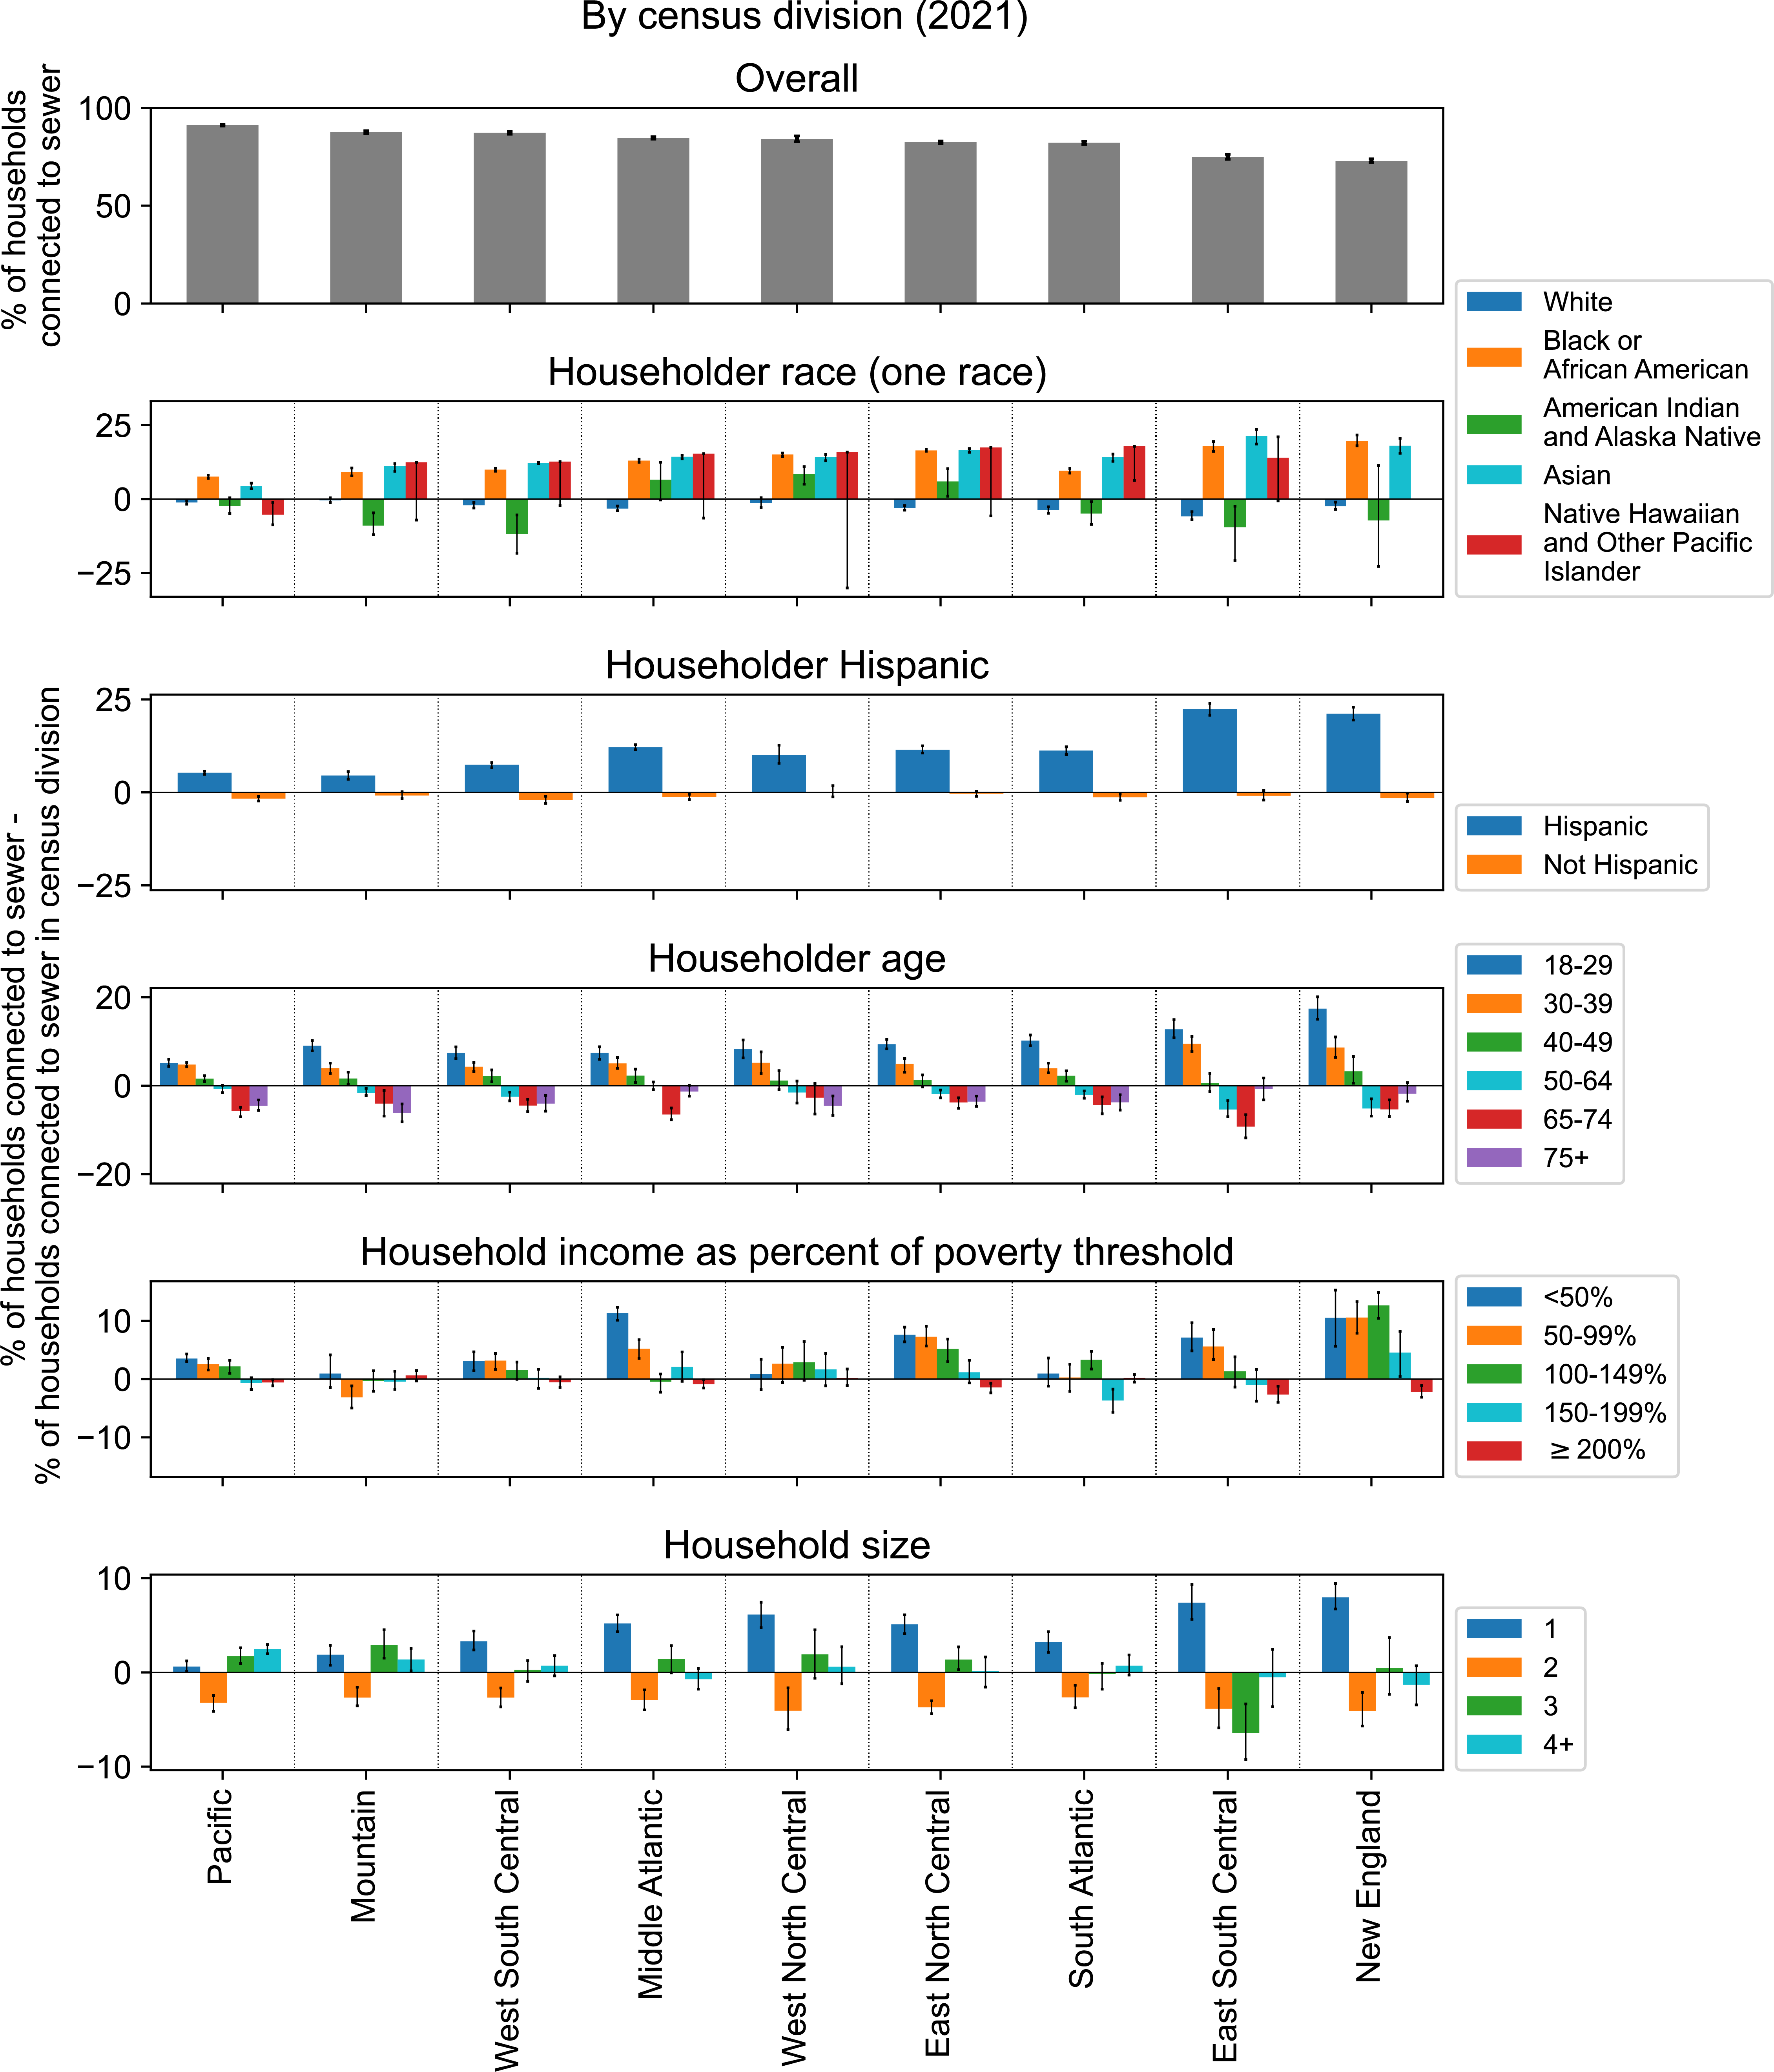 By census division (2021)
Overall
% of households
connected to sewer
100
50
0
White
Black or
African American
American Indian
and Alaska Native
Asian
Native Hawaiian
and Other Pacific
Islander
Householder race (one race)
25
0
−25
Householder Hispanic
25
0
−25
Hispanic
Not Hispanic
% of households connected to sewer -
% of households connected to sewer in census division
Householder age
20
0
−20
18-29
30-39
40-49
50-64
65-74
75+
Household income as percent of poverty threshold
10
0
−10
<50%
50-99%
100-149%
150-199%
≥ 200%
Household size
10
0
−10
1
2
3
4+
Pacific
Mountain
West South Central
Middle Atlantic
West North Central
East North Central
South Atlantic
East South Central
New England